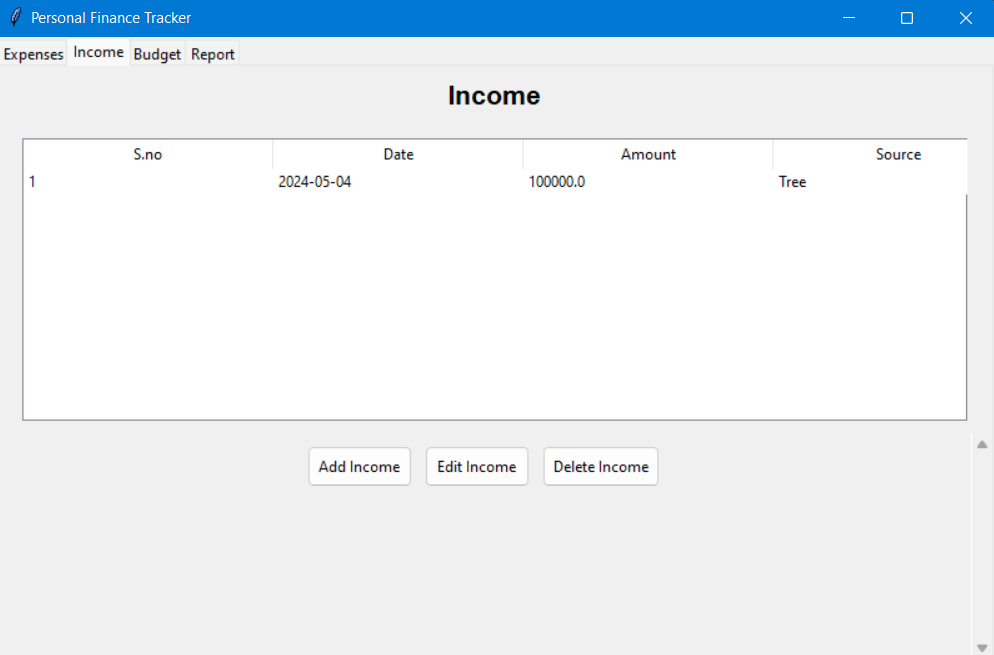 Personal Finance Tracker
Expenses Income Budget Report
Income
S.no Date Amount Source
1 2024-05-04 100000.0 Tree
Add Income Edit Income Delete Income